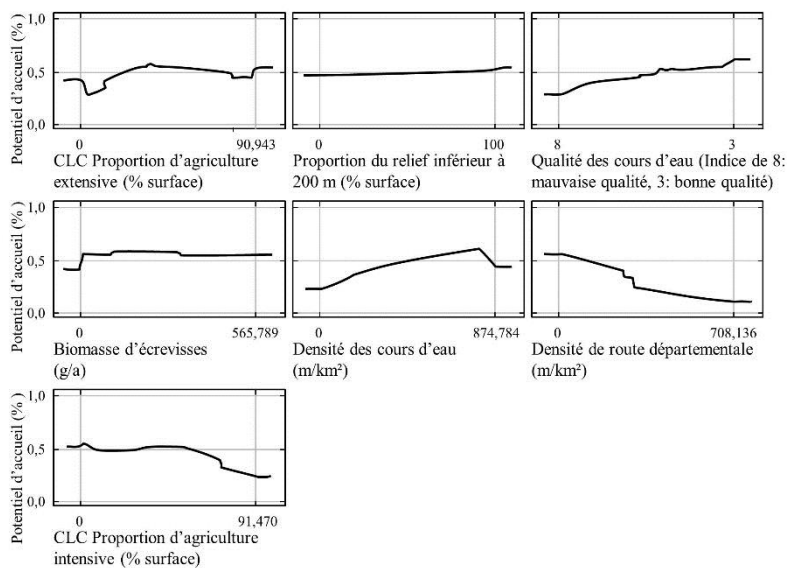 Potentiel d'accueil (%)
1,0
0,5
0,0
0
90,943
CLC Proportion d'agriculture
extensive (% surface)
0
100
Proportion du relief inférieur à
200 m (% surface)
8
3
Qualité des cours d'eau (Indice de 8:
mauvaise qualité, 3: bonne qualité)
Potentiel d'accueil (%)
1,0
0,5
0,0
0
565,789
Biomasse d'écrevisses
(g/a)
0
874,784
Densité des cours d'eau
(m/km²)
0
708,136
Densité de route départementale
(m/km²)
Potentiel d'accueil (%)
1,0
0,5
0,0
0
91,470
CLC Proportion d'agriculture
intensive (% surface)